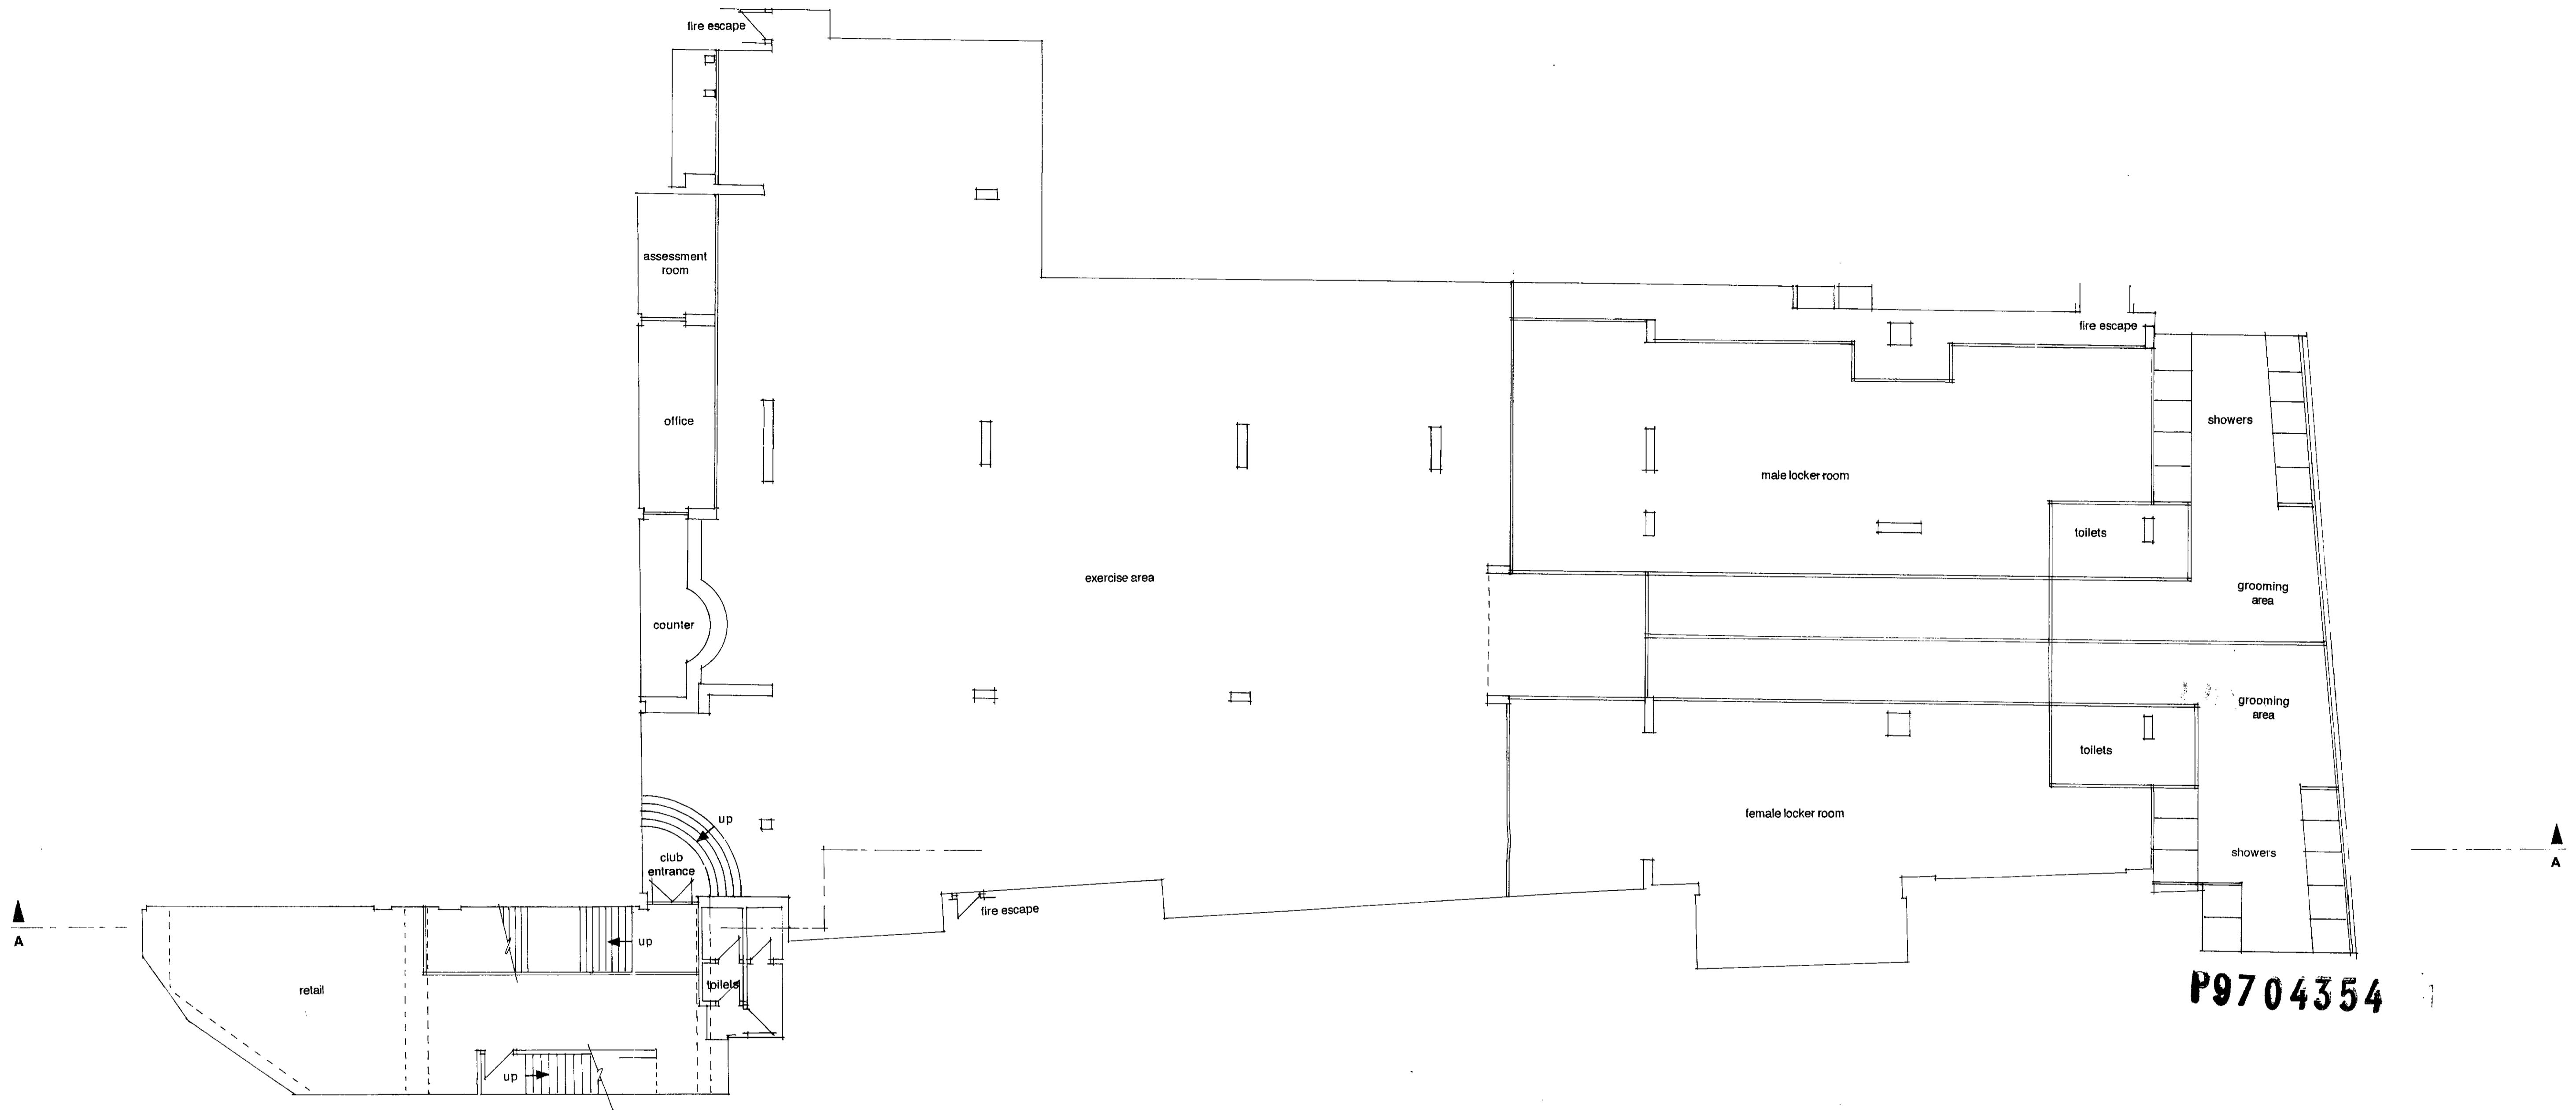 fire escape
assessment
room
fire escape
office
showers
male locker room
toilets
exercise area
grooming
area
counter
grooming
area
toilets
up
female locker room
club
entrance
showers
A
fire escape
A
up
retail
toilets
P9704354
up